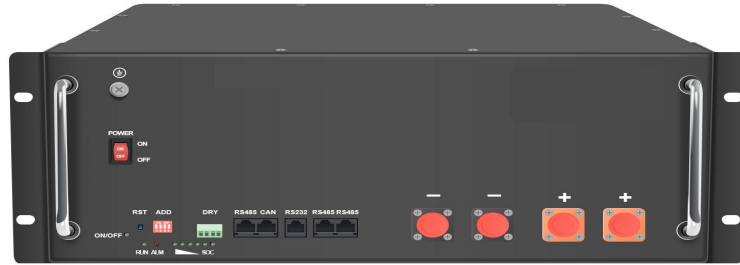 POWER
ON
ON
OFF
OFF
RST ADD DRY RS485 CAN RS232 RS485 RS485
ON/OFF
RUN ALM SOC